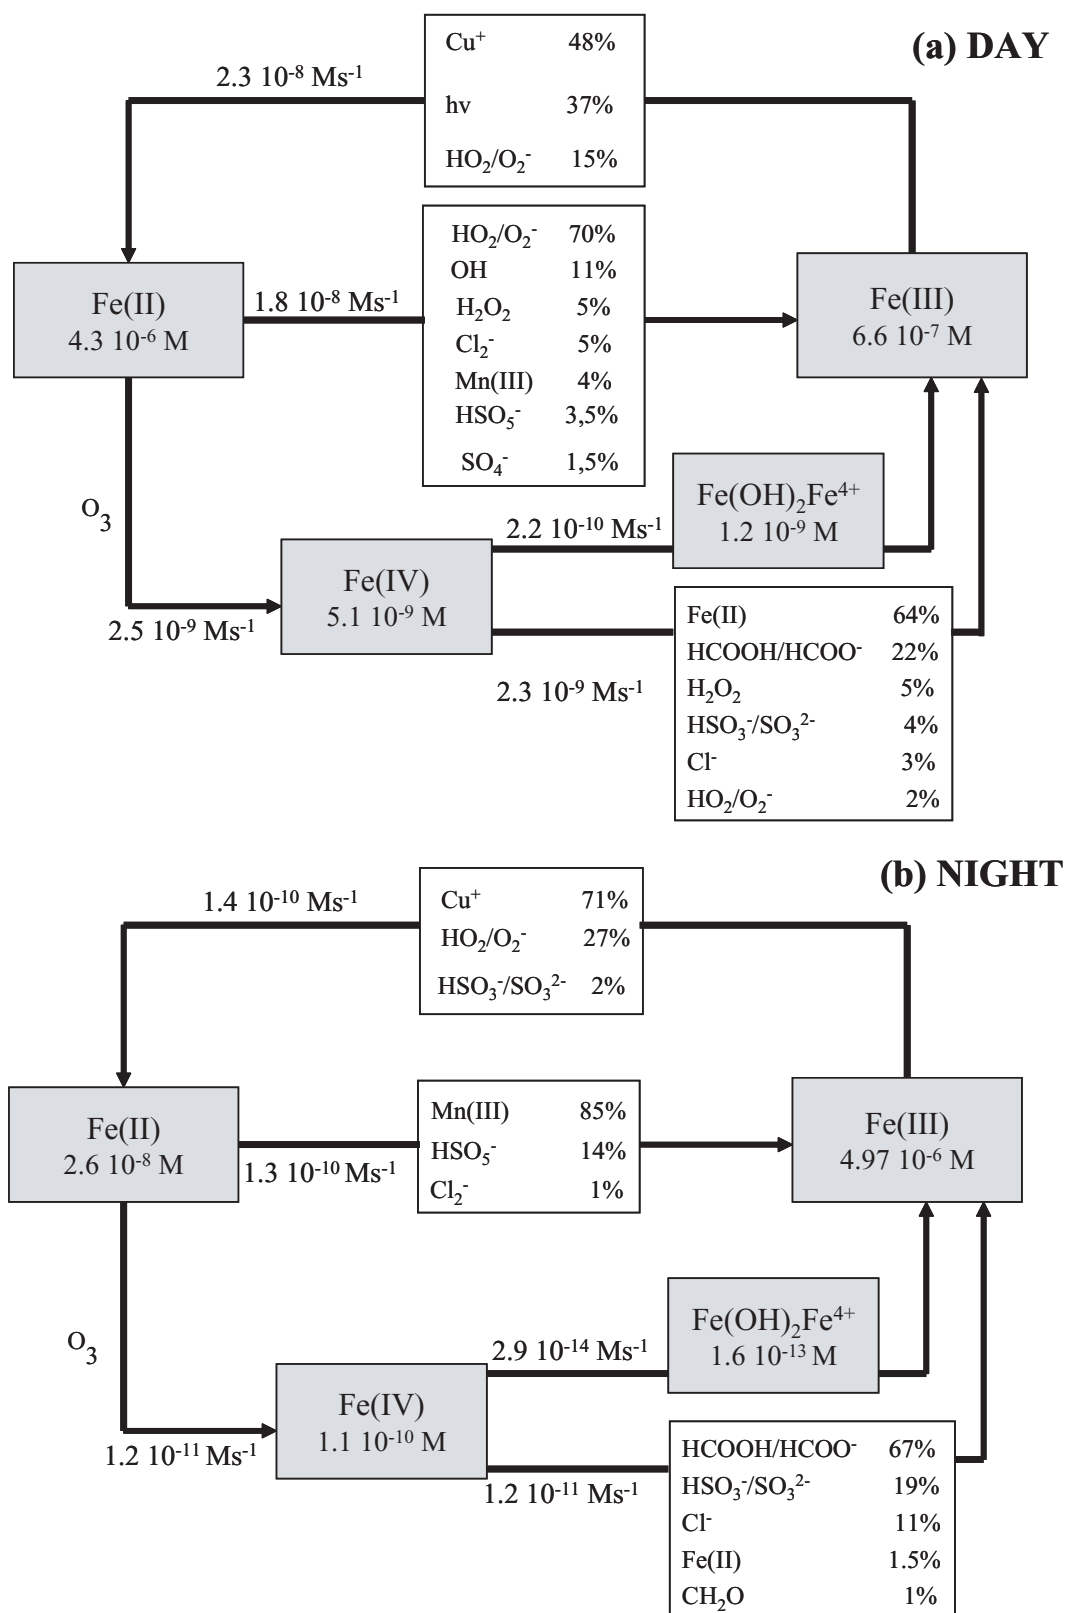 (a) DAY
2.3 10⁻⁸ Ms⁻¹
Cu⁺ 48%
hν 37%
HO₂/O₂⁻ 15%
Fe(II)
4.3 10⁻⁶ M
1.8 10⁻⁸ Ms⁻¹
HO₂/O₂⁻ 70%
OH 11%
H₂O₂ 5%
Cl₂⁻ 5%
Mn(III) 4%
HSO₅⁻ 3,5%
SO₄⁻ 1,5%
Fe(III)
6.6 10⁻⁷ M
O₃
2.5 10⁻⁹ Ms⁻¹
Fe(IV)
5.1 10⁻⁹ M
2.2 10⁻¹⁰ Ms⁻¹
Fe(OH)₂Fe⁴⁺
1.2 10⁻⁹ M
2.3 10⁻⁹ Ms⁻¹
Fe(II) 64%
HCOOH/HCOO⁻ 22%
H₂O₂ 5%
HSO₃⁻/SO₃²⁻ 4%
Cl⁻ 3%
HO₂/O₂⁻ 2%
(b) NIGHT
1.4 10⁻¹⁰ Ms⁻¹
Cu⁺ 71%
HO₂/O₂⁻ 27%
HSO₃⁻/SO₃²⁻ 2%
Fe(II)
2.6 10⁻⁸ M
1.3 10⁻¹⁰ Ms⁻¹
Mn(III) 85%
HSO₅⁻ 14%
Cl₂⁻ 1%
Fe(III)
4.97 10⁻⁶ M
O₃
1.2 10⁻¹¹ Ms⁻¹
Fe(IV)
1.1 10⁻¹⁰ M
2.9 10⁻¹⁴ Ms⁻¹
Fe(OH)₂Fe⁴⁺
1.6 10⁻¹³ M
1.2 10⁻¹¹ Ms⁻¹
HCOOH/HCOO⁻ 67%
HSO₃⁻/SO₃²⁻ 19%
Cl⁻ 11%
Fe(II) 1.5%
CH₂O 1%